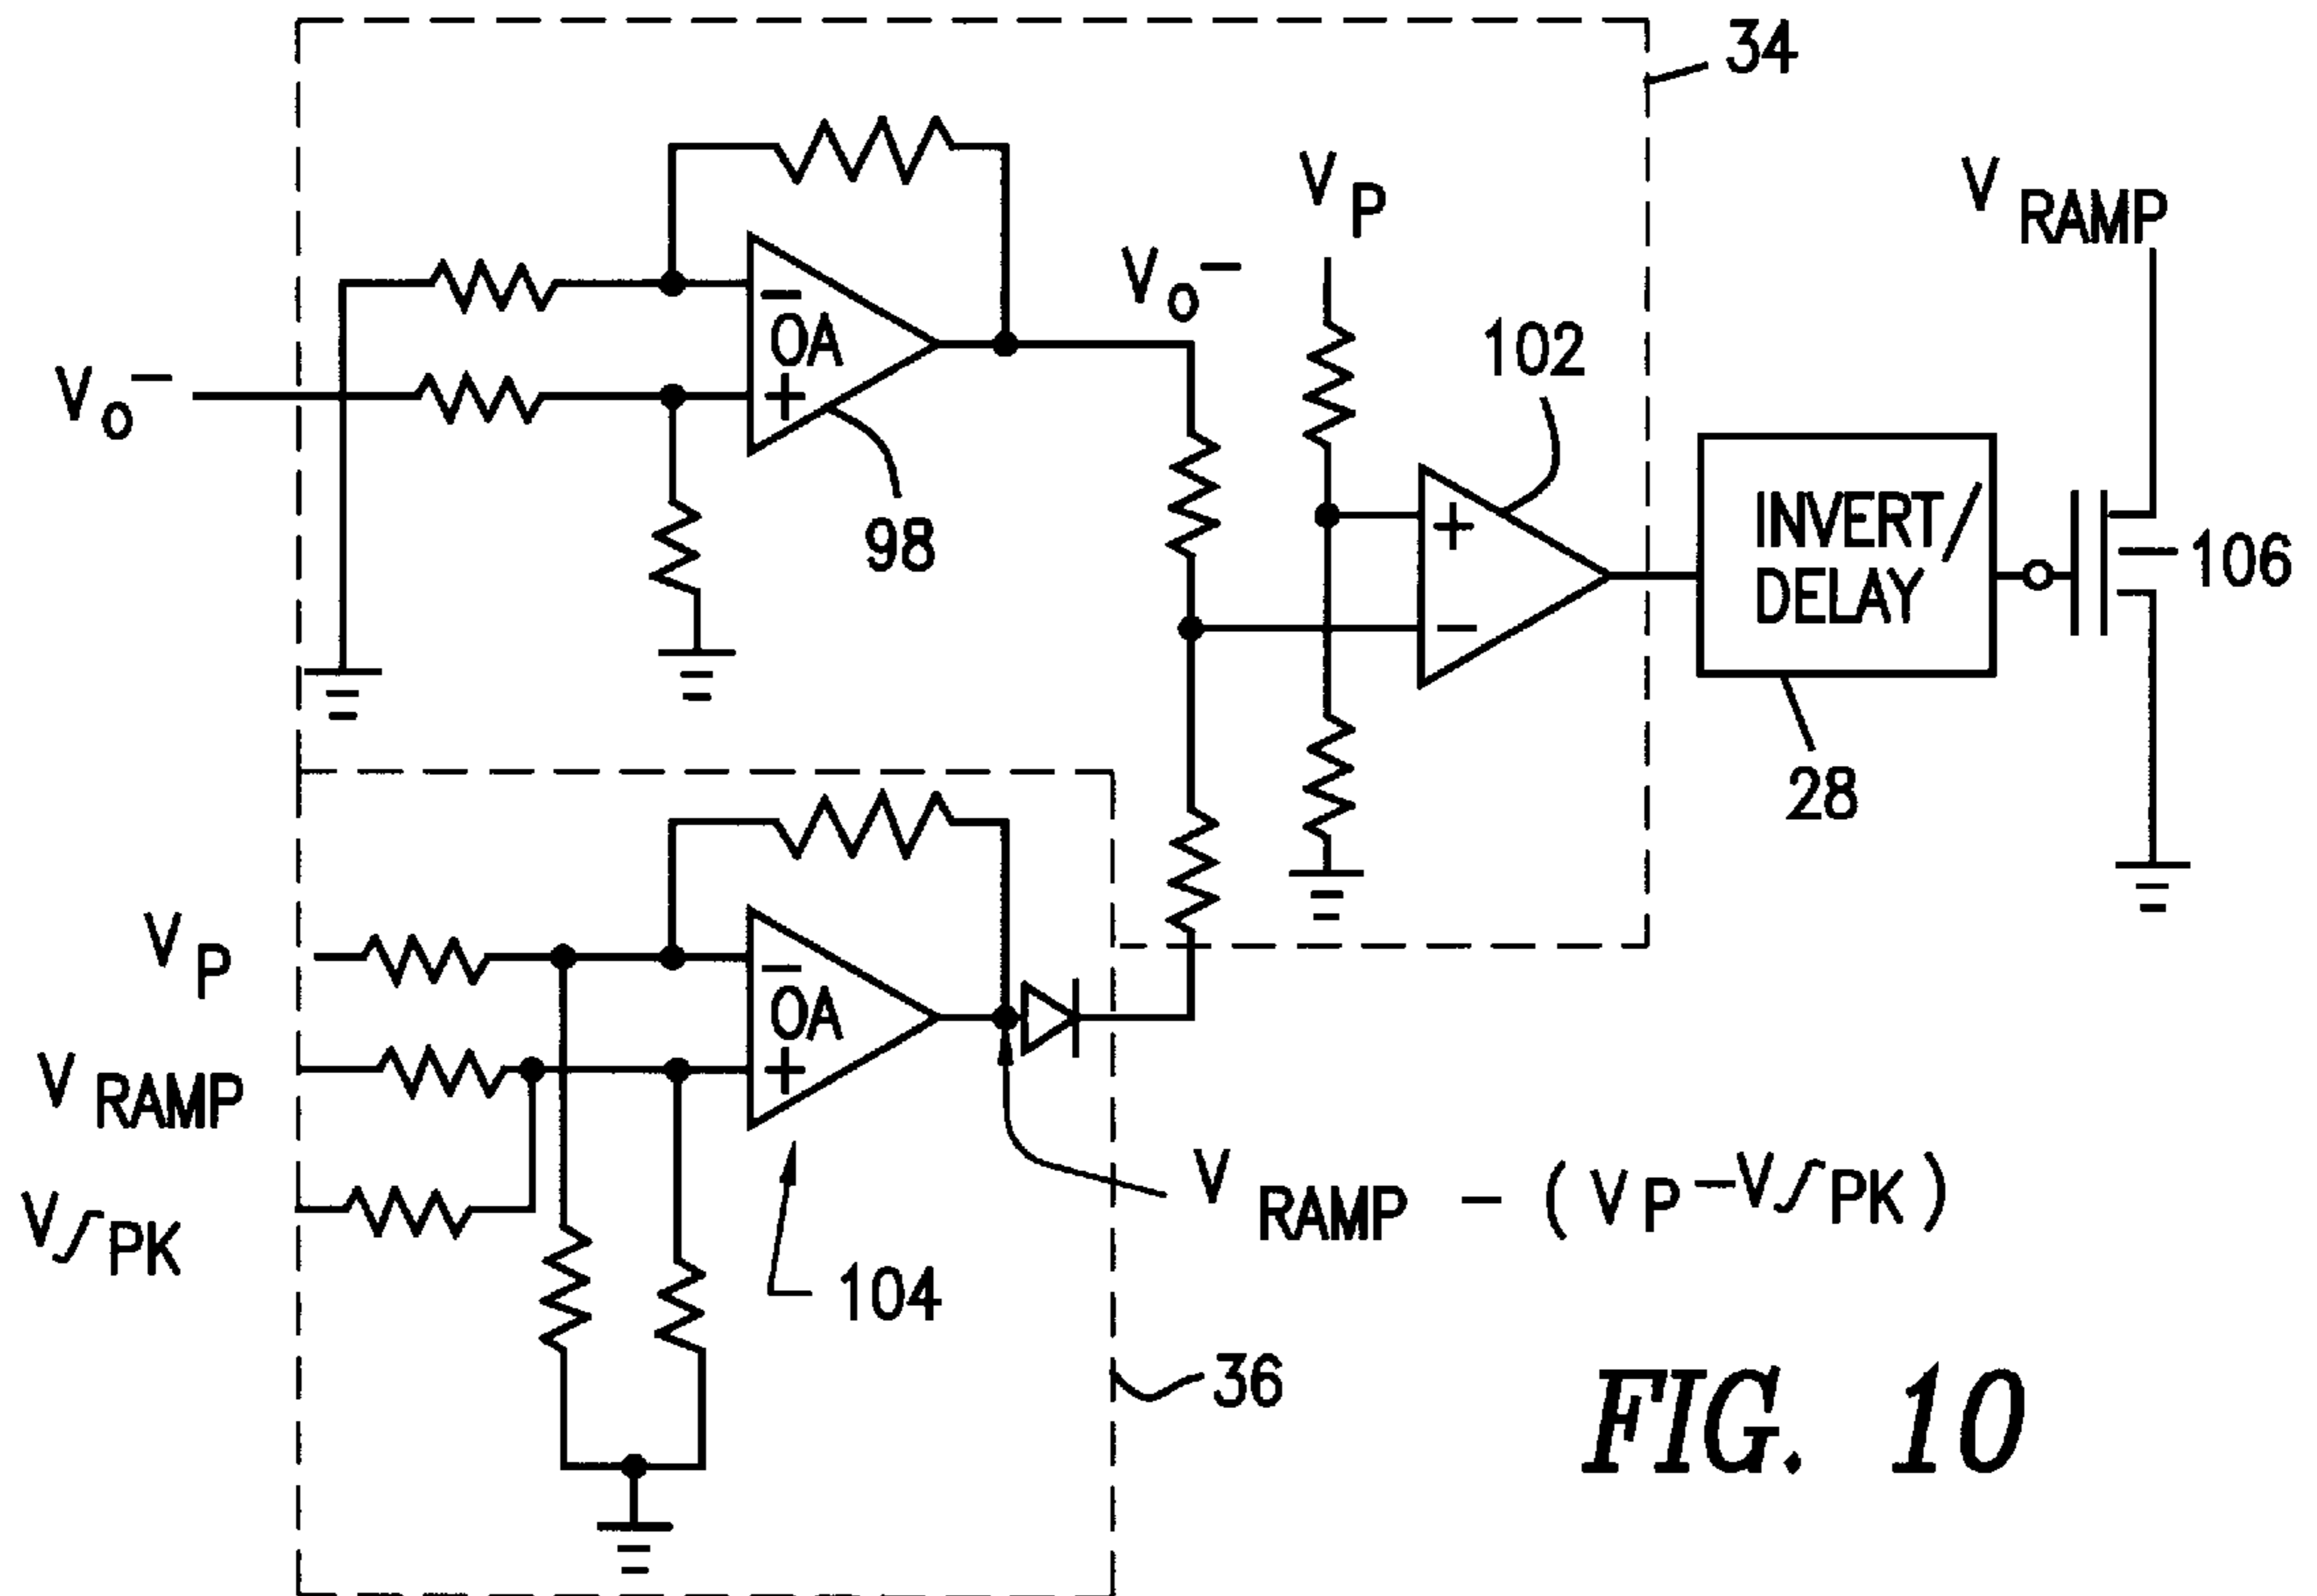 34
VP
VRAMP
Vo−
−
OA
+
Vo−
98
102
+
−
INVERT/
DELAY
106
28
VP
VRAMP
V∫PK
−
OA
+
104
VRAMP − (VP−V∫PK)
36
FIG. 10